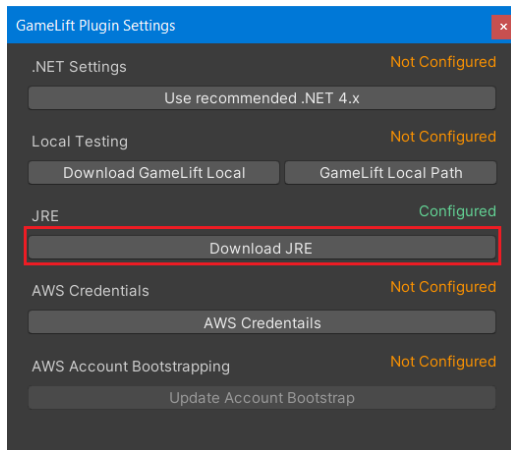 GameLift Plugin Settings
.NET Settings Not Configured
Use recommended .NET 4.x
Local Testing Not Configured
Download GameLift Local GameLift Local Path
JRE Configured
Download JRE
AWS Credentials Not Configured
AWS Credentails
AWS Account Bootstrapping Not Configured
Update Account Bootstrap